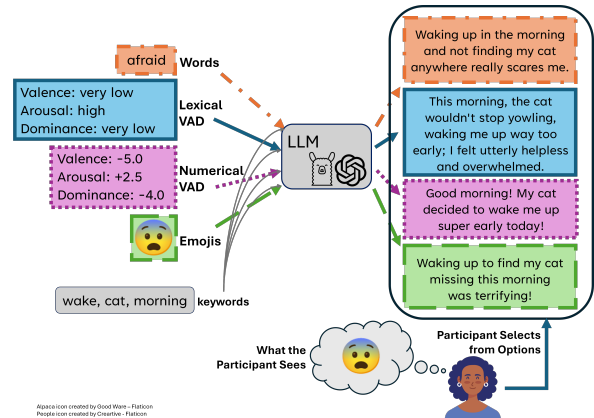 afraid
Words
Valence: very low
Arousal: high
Dominance: very low
Lexical
VAD
Valence: -5.0
Arousal: +2.5
Dominance: -4.0
Numerical
VAD
Emojis
wake, cat, morning
keywords
LLM
Waking up in the morning
and not finding my cat
anywhere really scares me.
This morning, the cat
wouldn't stop yowling,
waking me up way too
early; I felt utterly helpless
and overwhelmed.
Good morning! My cat
decided to wake me up
super early today!
Waking up to find my cat
missing this morning
was terrifying!
What the
Participant Sees
Participant Selects
from Options
Alpaca icon created by Good Ware – Flaticon
People icon created by Creartive - Flaticon